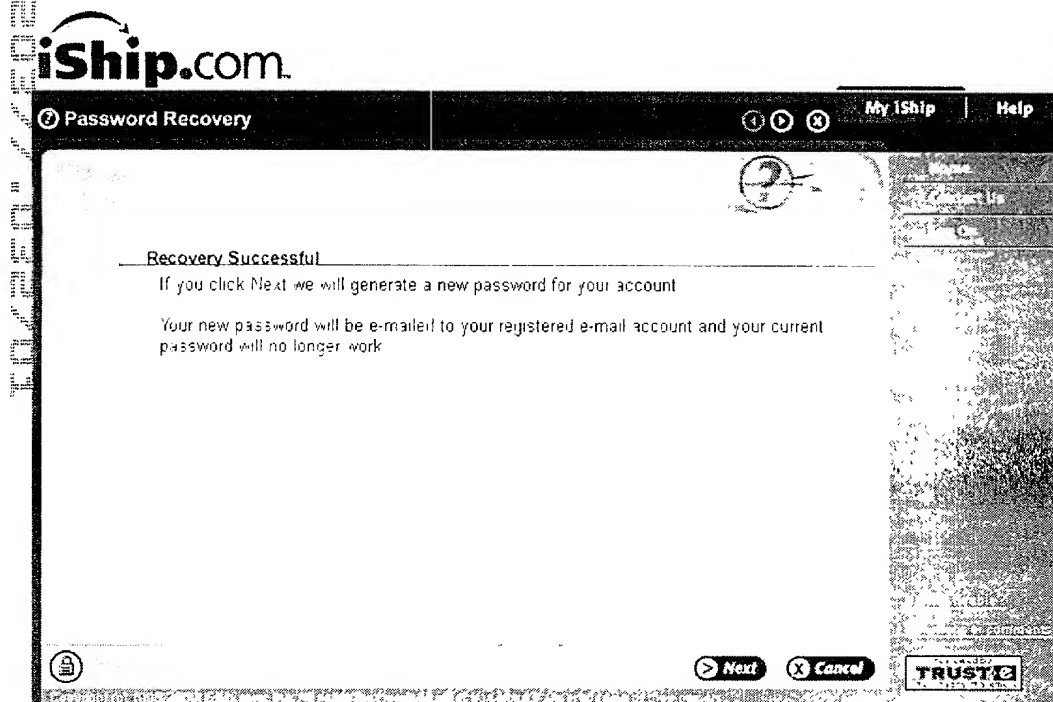 iShip.com
Password Recovery
My iShip | Help
Recovery Successful
If you click Next we will generate a new password for your account
Your new password will be e-mailed to your registered e-mail account and your current
password will no longer work
Next
Cancel
TRUSTe